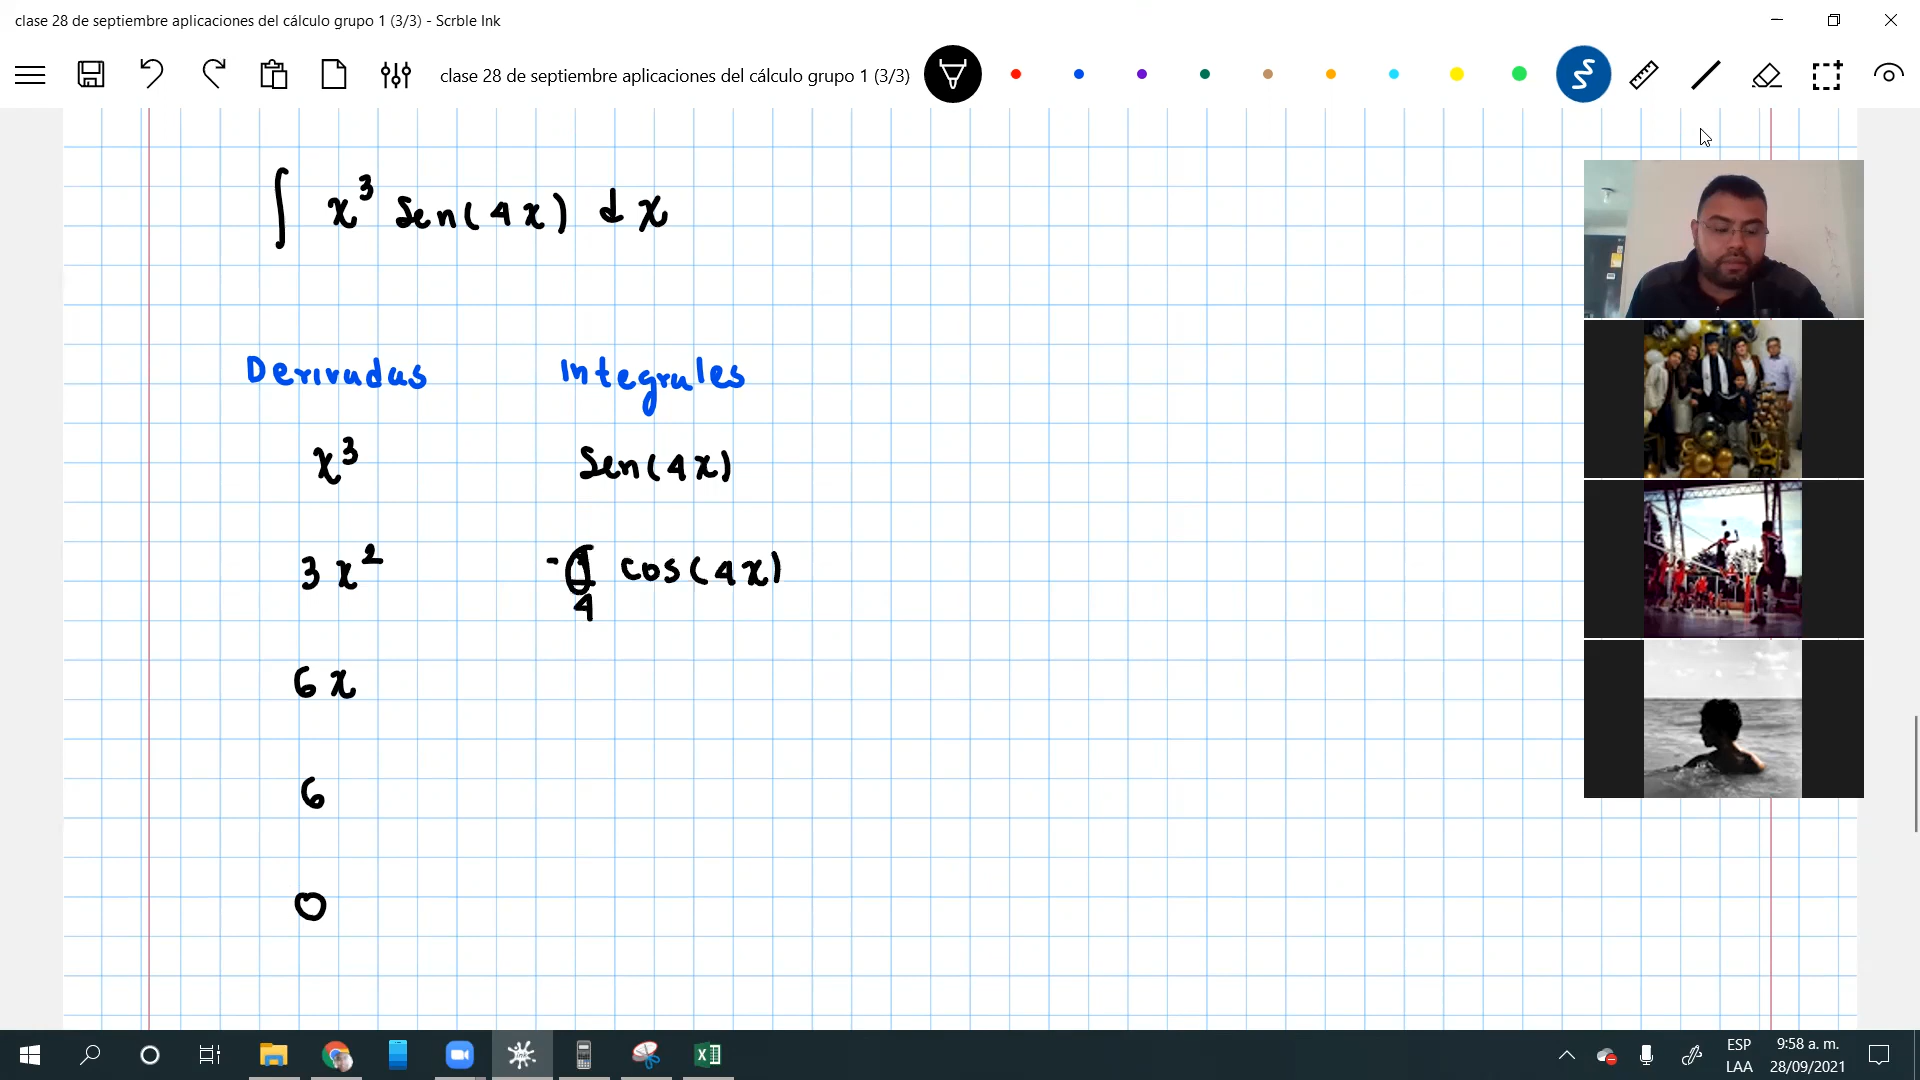 clase 28 de septiembre aplicaciones del cálculo grupo 1 (3/3) - Scrble Ink
clase 28 de septiembre aplicaciones del cálculo grupo 1 (3/3)
∫ x³ Sen(4x) dx
Derivadas Integrales
x³ Sen(4x)
3x² -1/4 cos(4x)
6x
6
0
ESP 9:58 a. m.
LAA 28/09/2021